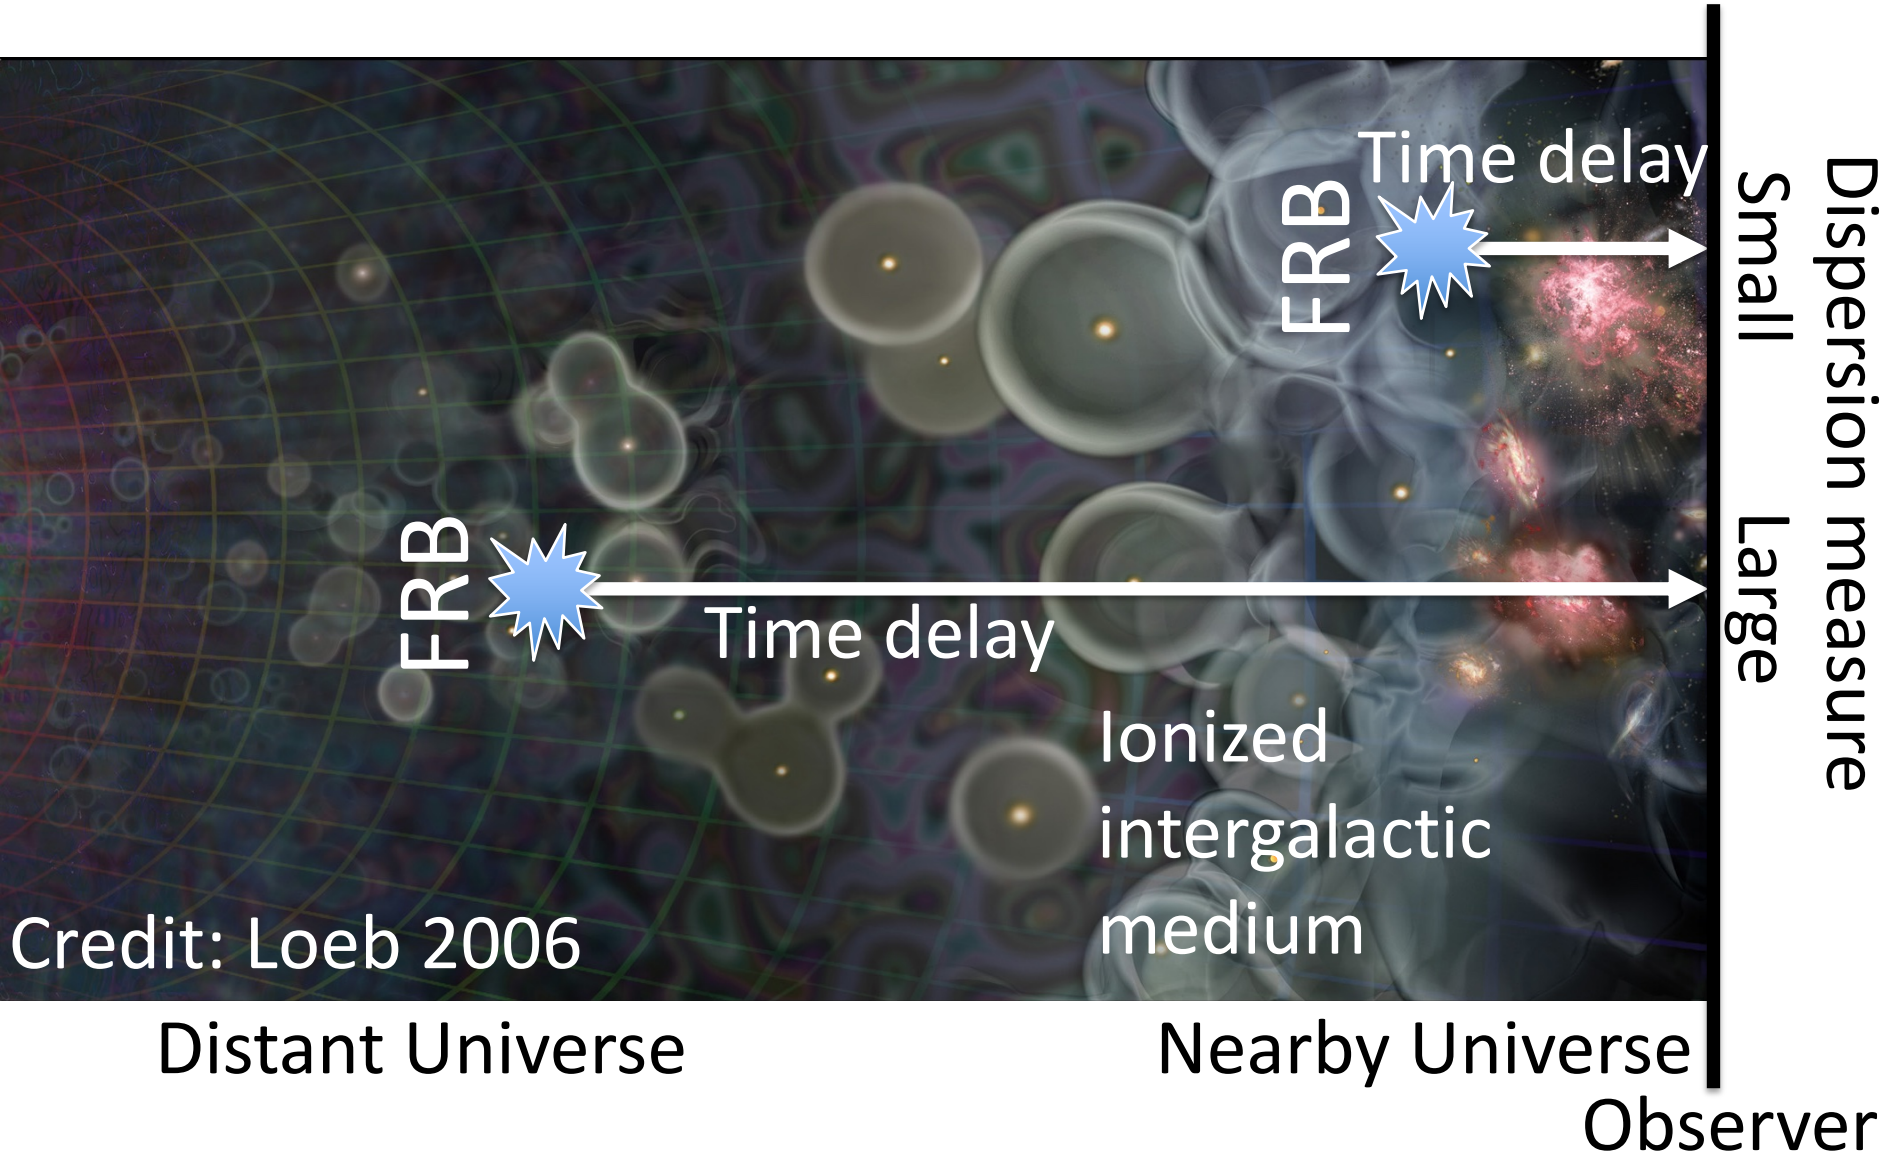 Time delay
FRB
Small
Dispersion measure
FRB
Time delay
Large
Ionized
intergalactic
medium
Credit: Loeb 2006
Distant Universe
Nearby Universe
Observer